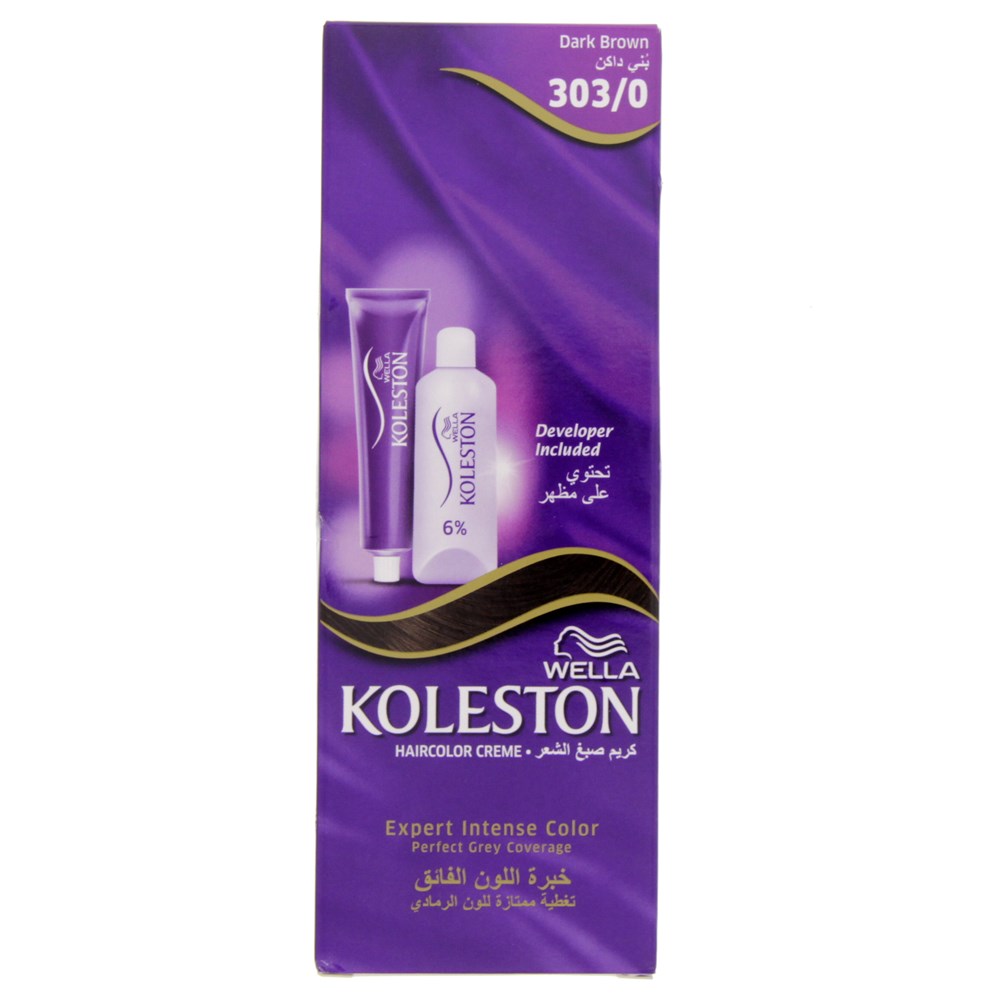 Dark Brown
بُني داكن
303/0
WELLA
KOLESTON
WELLA
KOLESTON
6%
Developer
Included
تحتوي
على مظهر
WELLA
KOLESTON
HAIRCOLOR CREME • كريم صبغ الشعر
Expert Intense Color
Perfect Grey Coverage
خبرة اللون الفائق
تغطية ممتازة للون الرمادي